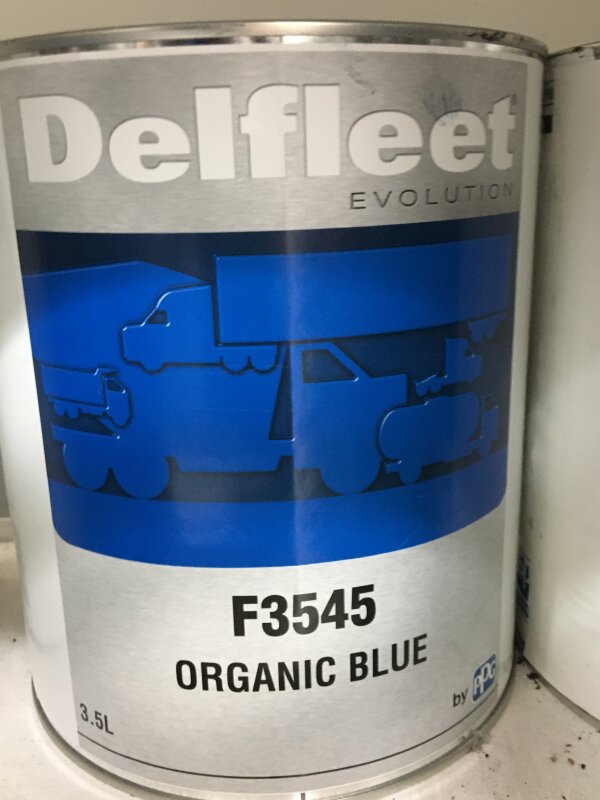 Delfleet
EVOLUTION
F3545
ORGANIC BLUE
3.5L
by PPG